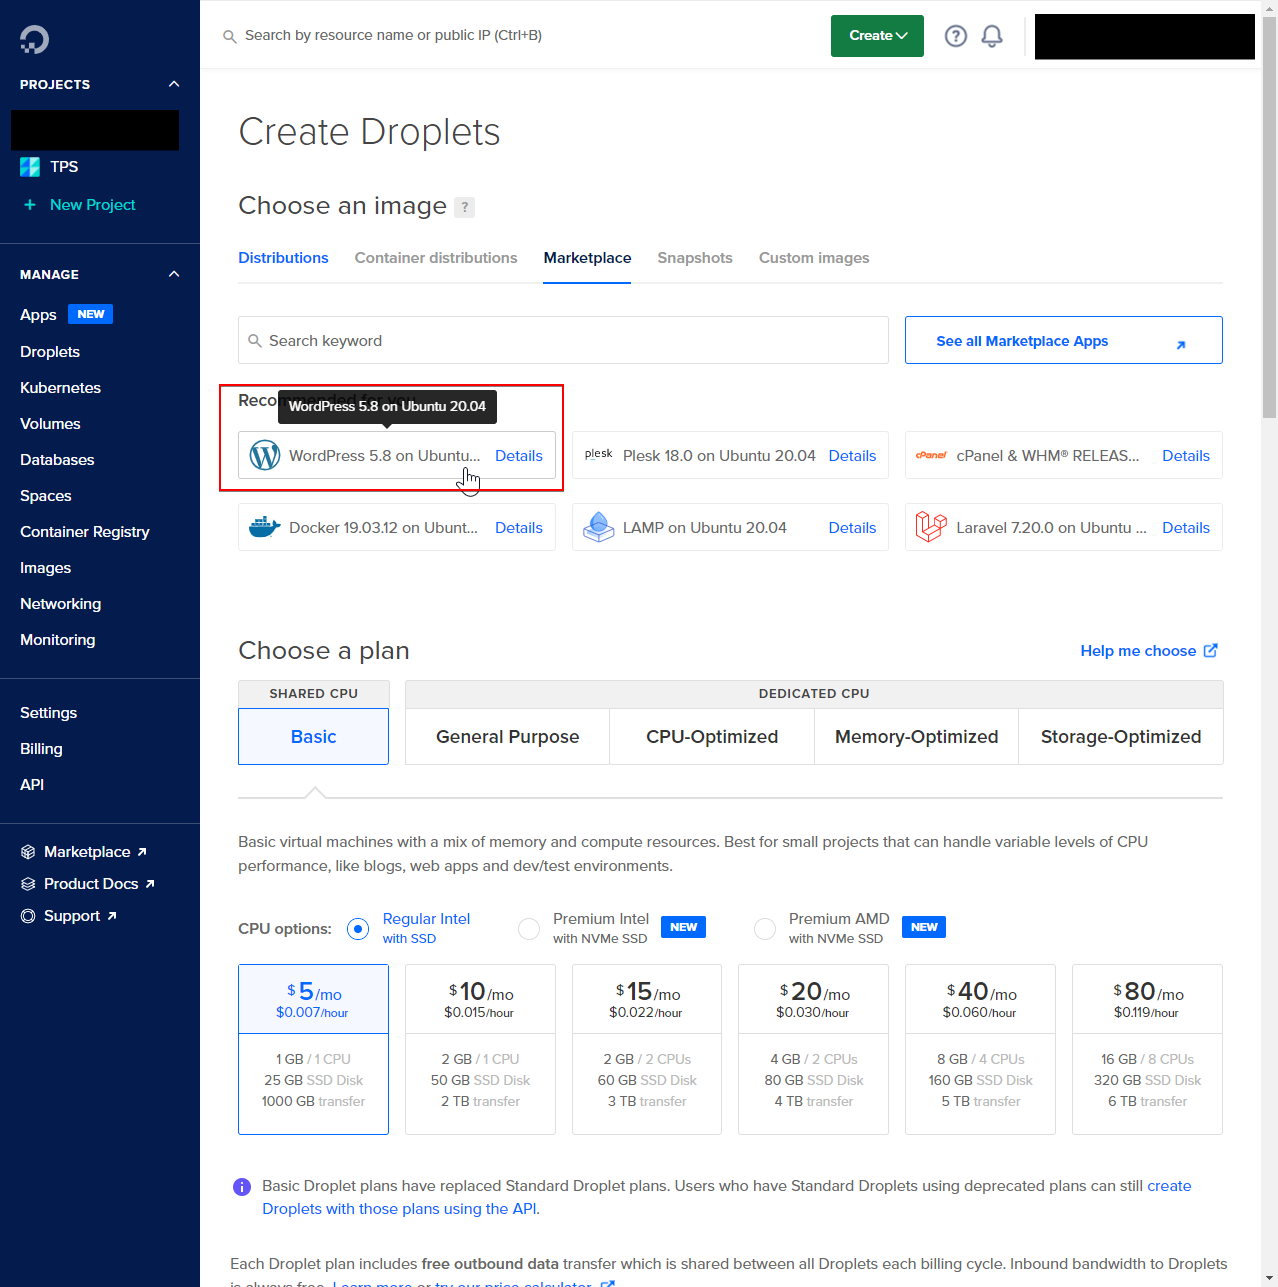 Search by resource name or public IP (Ctrl+B)
Create
?
PROJECTS
TPS
+ New Project
MANAGE
Apps NEW
Droplets
Kubernetes
Volumes
Databases
Spaces
Container Registry
Images
Networking
Monitoring
Settings
Billing
API
Marketplace
Product Docs
Support
Create Droplets
Choose an image ?
Distributions Container distributions Marketplace Snapshots Custom images
Search keyword
See all Marketplace Apps
WordPress 5.8 on Ubuntu 20.04
WordPress 5.8 on Ubuntu... Details
plesk Plesk 18.0 on Ubuntu 20.04 Details
cPanel cPanel & WHM® RELEAS... Details
Docker 19.03.12 on Ubunt... Details
LAMP on Ubuntu 20.04 Details
Laravel 7.20.0 on Ubuntu ... Details
Choose a plan
Help me choose
SHARED CPU
DEDICATED CPU
Basic
General Purpose CPU-Optimized Memory-Optimized Storage-Optimized
Basic virtual machines with a mix of memory and compute resources. Best for small projects that can handle variable levels of CPU
performance, like blogs, web apps and dev/test environments.
CPU options:
Regular Intel
with SSD
Premium Intel
with NVMe SSD
NEW
Premium AMD
with NVMe SSD
NEW
$5/mo
$0.007/hour
1 GB / 1 CPU
25 GB SSD Disk
1000 GB transfer
$10/mo
$0.015/hour
2 GB / 1 CPU
50 GB SSD Disk
2 TB transfer
$15/mo
$0.022/hour
2 GB / 2 CPUs
60 GB SSD Disk
3 TB transfer
$20/mo
$0.030/hour
4 GB / 2 CPUs
80 GB SSD Disk
4 TB transfer
$40/mo
$0.060/hour
8 GB / 4 CPUs
160 GB SSD Disk
5 TB transfer
$80/mo
$0.119/hour
16 GB / 8 CPUs
320 GB SSD Disk
6 TB transfer
Basic Droplet plans have replaced Standard Droplet plans. Users who have Standard Droplets using deprecated plans can still create
Droplets with those plans using the API.
Each Droplet plan includes free outbound data transfer which is shared between all Droplets each billing cycle. Inbound bandwidth to Droplets
is always free. Learn more or try our price calculator